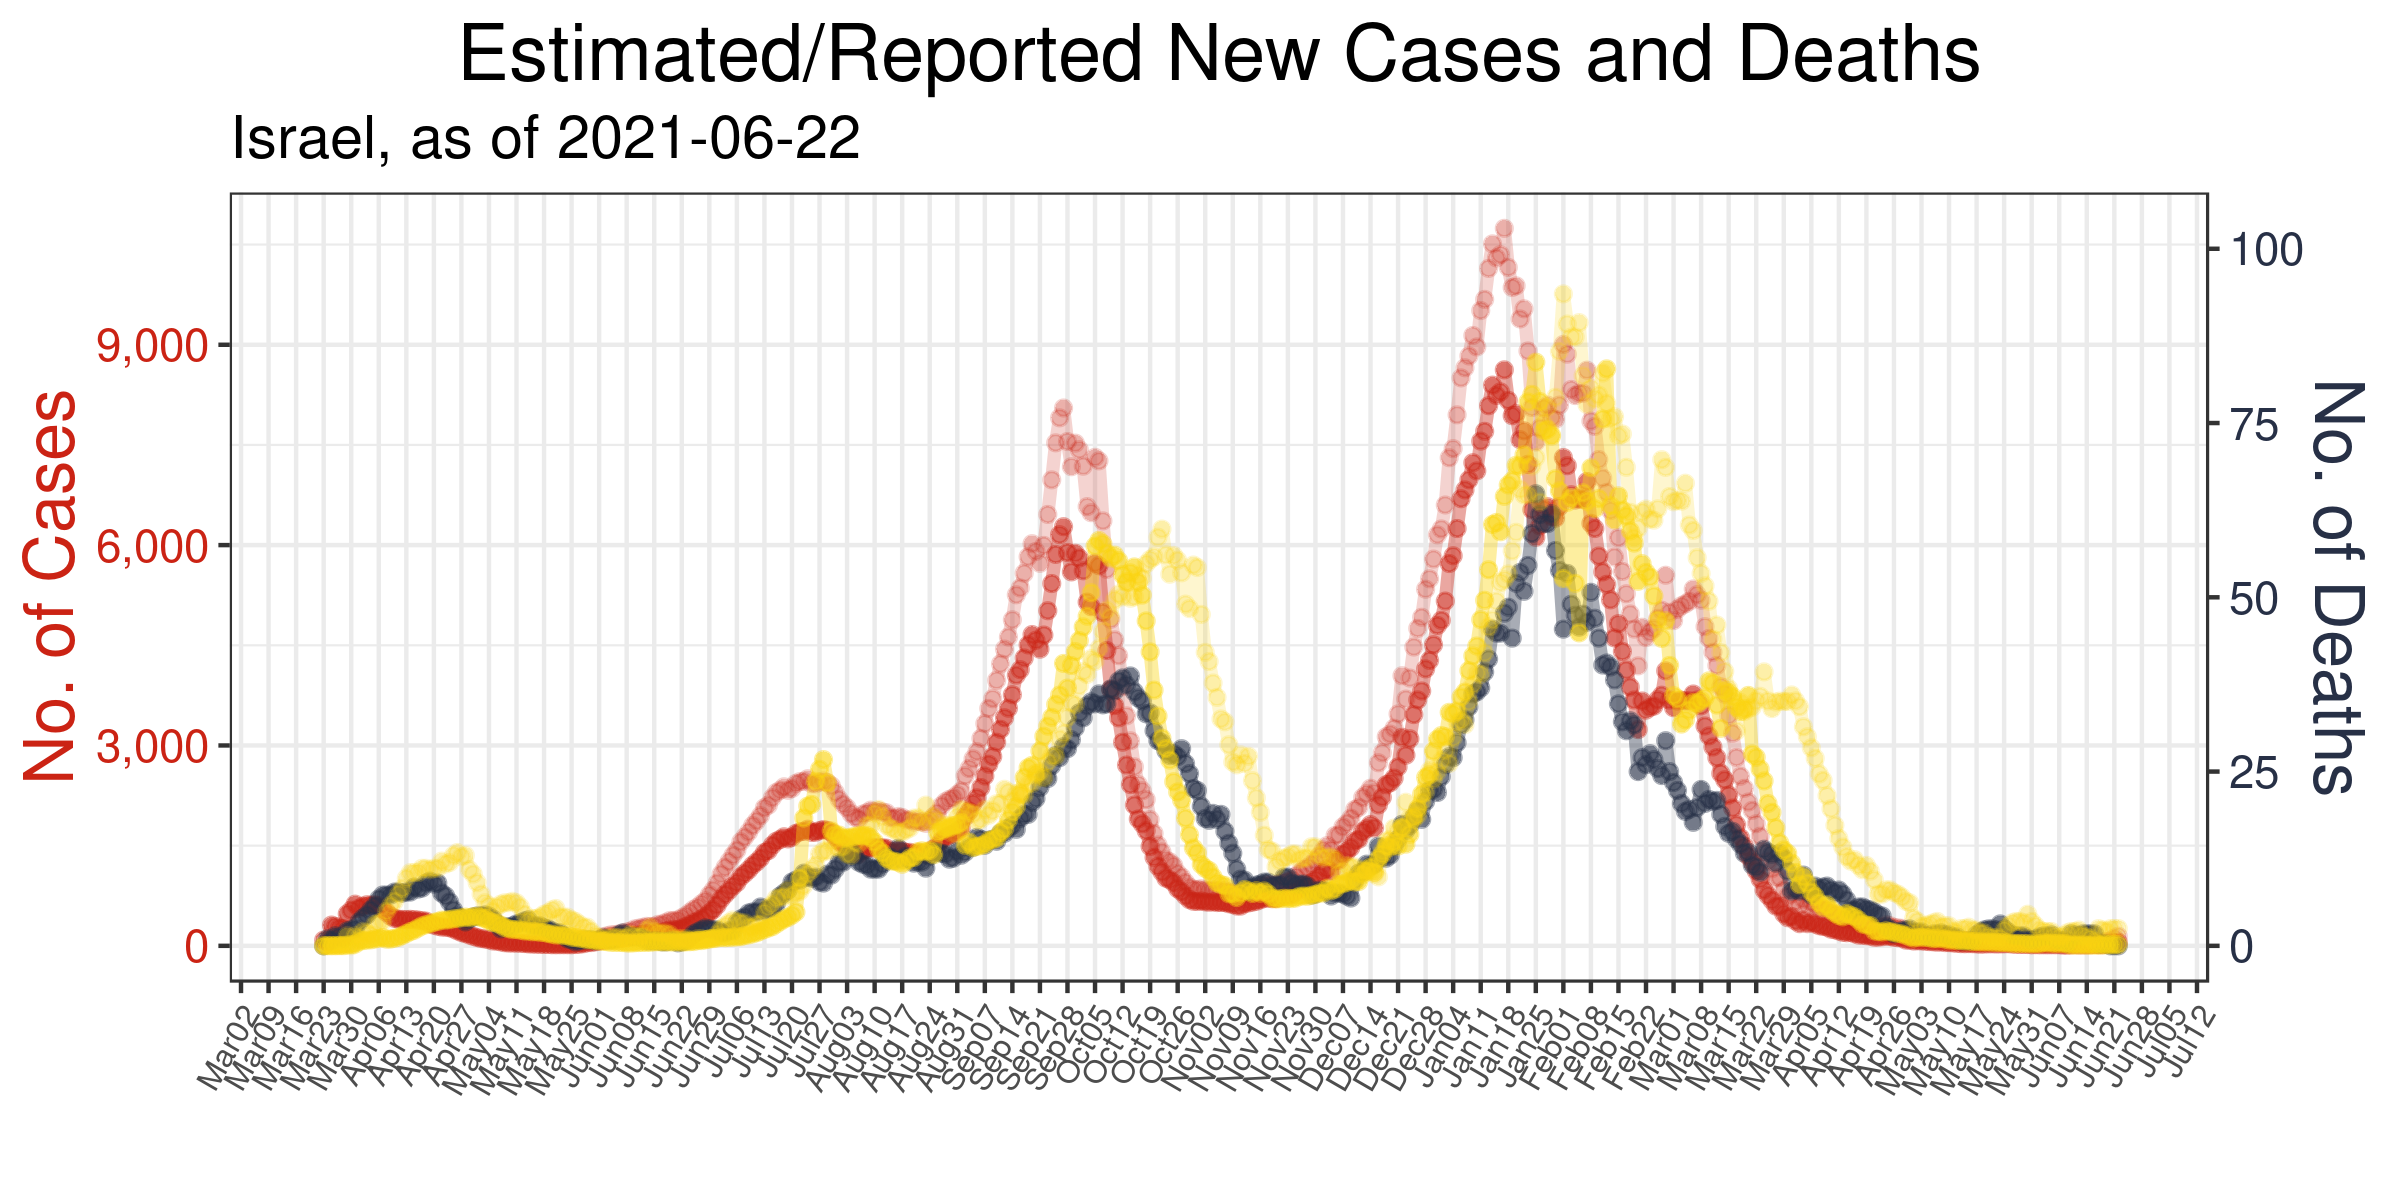 Estimated/Reported New Cases and Deaths
Israel, as of 2021-06-22
No. of Cases
9,000
6,000
3,000
0
100
75
50
25
0
No. of Deaths
Mar02
Mar09
Mar16
Mar23
Mar30
Apr06
Apr13
Apr20
Apr27
May04
May11
May18
May25
Jun01
Jun08
Jun15
Jun22
Jun29
Jul06
Jul13
Jul20
Jul27
Aug03
Aug10
Aug17
Aug24
Aug31
Sep07
Sep14
Sep21
Sep28
Oct05
Oct12
Oct19
Oct26
Nov02
Nov09
Nov16
Nov23
Nov30
Dec07
Dec14
Dec21
Dec28
Jan04
Jan11
Jan18
Jan25
Feb01
Feb08
Feb15
Feb22
Mar01
Mar08
Mar15
Mar22
Mar29
Apr05
Apr12
Apr19
Apr26
May03
May10
May17
May24
May31
Jun07
Jun14
Jun21
Jun28
Jul05
Jul12